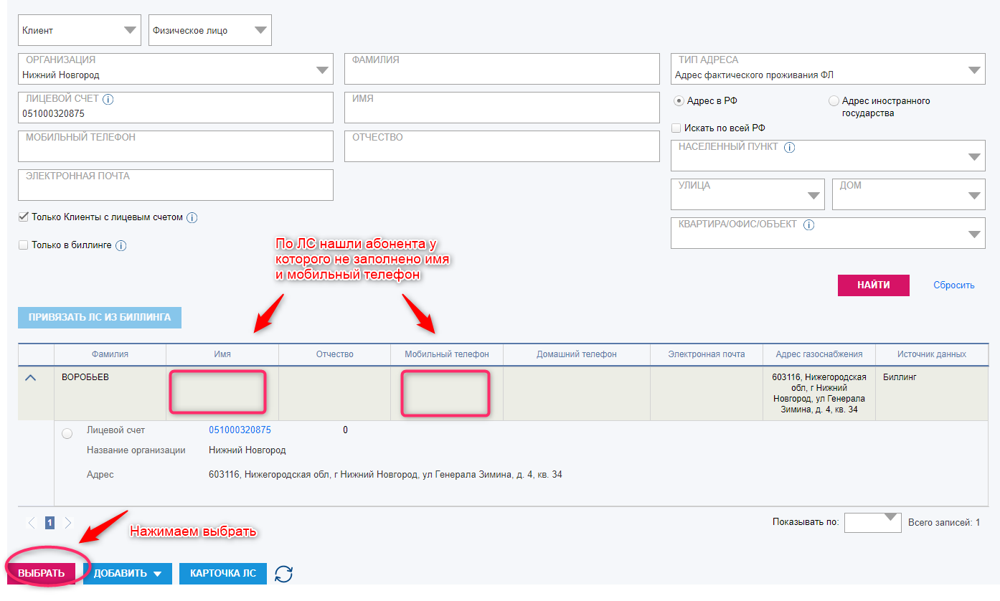 Клиент
Физическое лицо
ОРГАНИЗАЦИЯ
Нижний Новгород
ФАМИЛИЯ
ТИП АДРЕСА
Адрес фактического проживания ФЛ
ЛИЦЕВОЙ СЧЕТ
051000320875
ИМЯ
Адрес в РФ
Адрес иностранного
государства
Искать по всей РФ
МОБИЛЬНЫЙ ТЕЛЕФОН
ОТЧЕСТВО
НАСЕЛЕННЫЙ ПУНКТ
ЭЛЕКТРОННАЯ ПОЧТА
УЛИЦА
ДОМ
Только Клиенты с лицевым счетом
КВАРТИРА/ОФИС/ОБЪЕКТ
Только в биллинге
По ЛС нашли абонента у
которого не заполнено имя
и мобильный телефон
НАЙТИ
Сбросить
ПРИВЯЗАТЬ ЛС ИЗ БИЛЛИНГА
Фамилия
Имя
Отчество
Мобильный телефон
Домашний телефон
Электронная почта
Адрес газоснабжения
Источник данных
ВОРОБЬЕВ
603116, Нижегородская
обл, г Нижний
Новгород, ул Генерала
Зимина, д. 4, кв. 34
Биллинг
Лицевой счет
051000320875
0
Название организации
Нижний Новгород
Адрес
603116, Нижегородская обл, г Нижний Новгород, ул Генерала Зимина, д. 4, кв. 34
1
Показывать по:
Всего записей: 1
Нажимаем выбрать
ВЫБРАТЬ
ДОБАВИТЬ
КАРТОЧКА ЛС